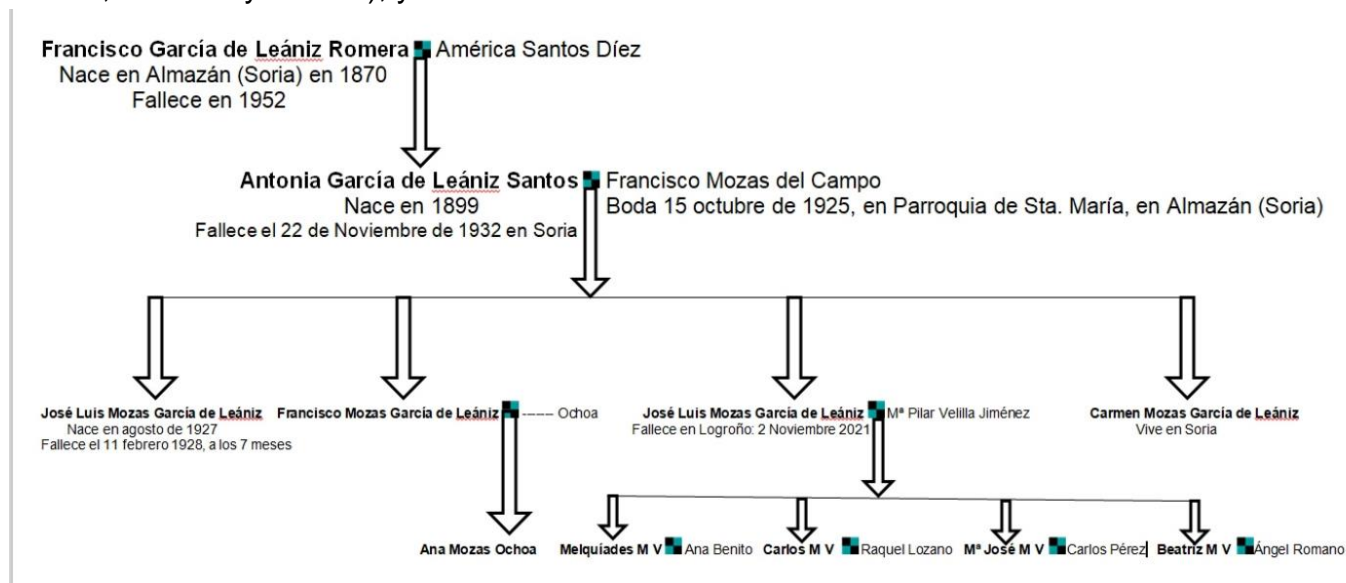 Francisco García de Leániz Romera América Santos Díez
Nace en Almazán (Soria) en 1870
Fallece en 1952
Antonia García de Leániz Santos Francisco Mozas del Campo
Nace en 1899 Boda 15 octubre de 1925, en Parroquia de Sta. María, en Almazán (Soria)
Fallece el 22 de Noviembre de 1932 en Soria
José Luis Mozas García de Leániz Francisco Mozas García de Leániz ------ Ochoa José Luis Mozas García de Leániz Mª Pilar Velilla Jiménez Carmen Mozas García de Leániz
Nace en agosto de 1927 Fallece en Logroño: 2 Noviembre 2021 Vive en Soria
Fallece el 11 febrero 1928, a los 7 meses
Ana Mozas Ochoa Melquíades M V Ana Benito Carlos M V Raquel Lozano Mª José M V Carlos Pérez Beatriz M V Ángel Romano